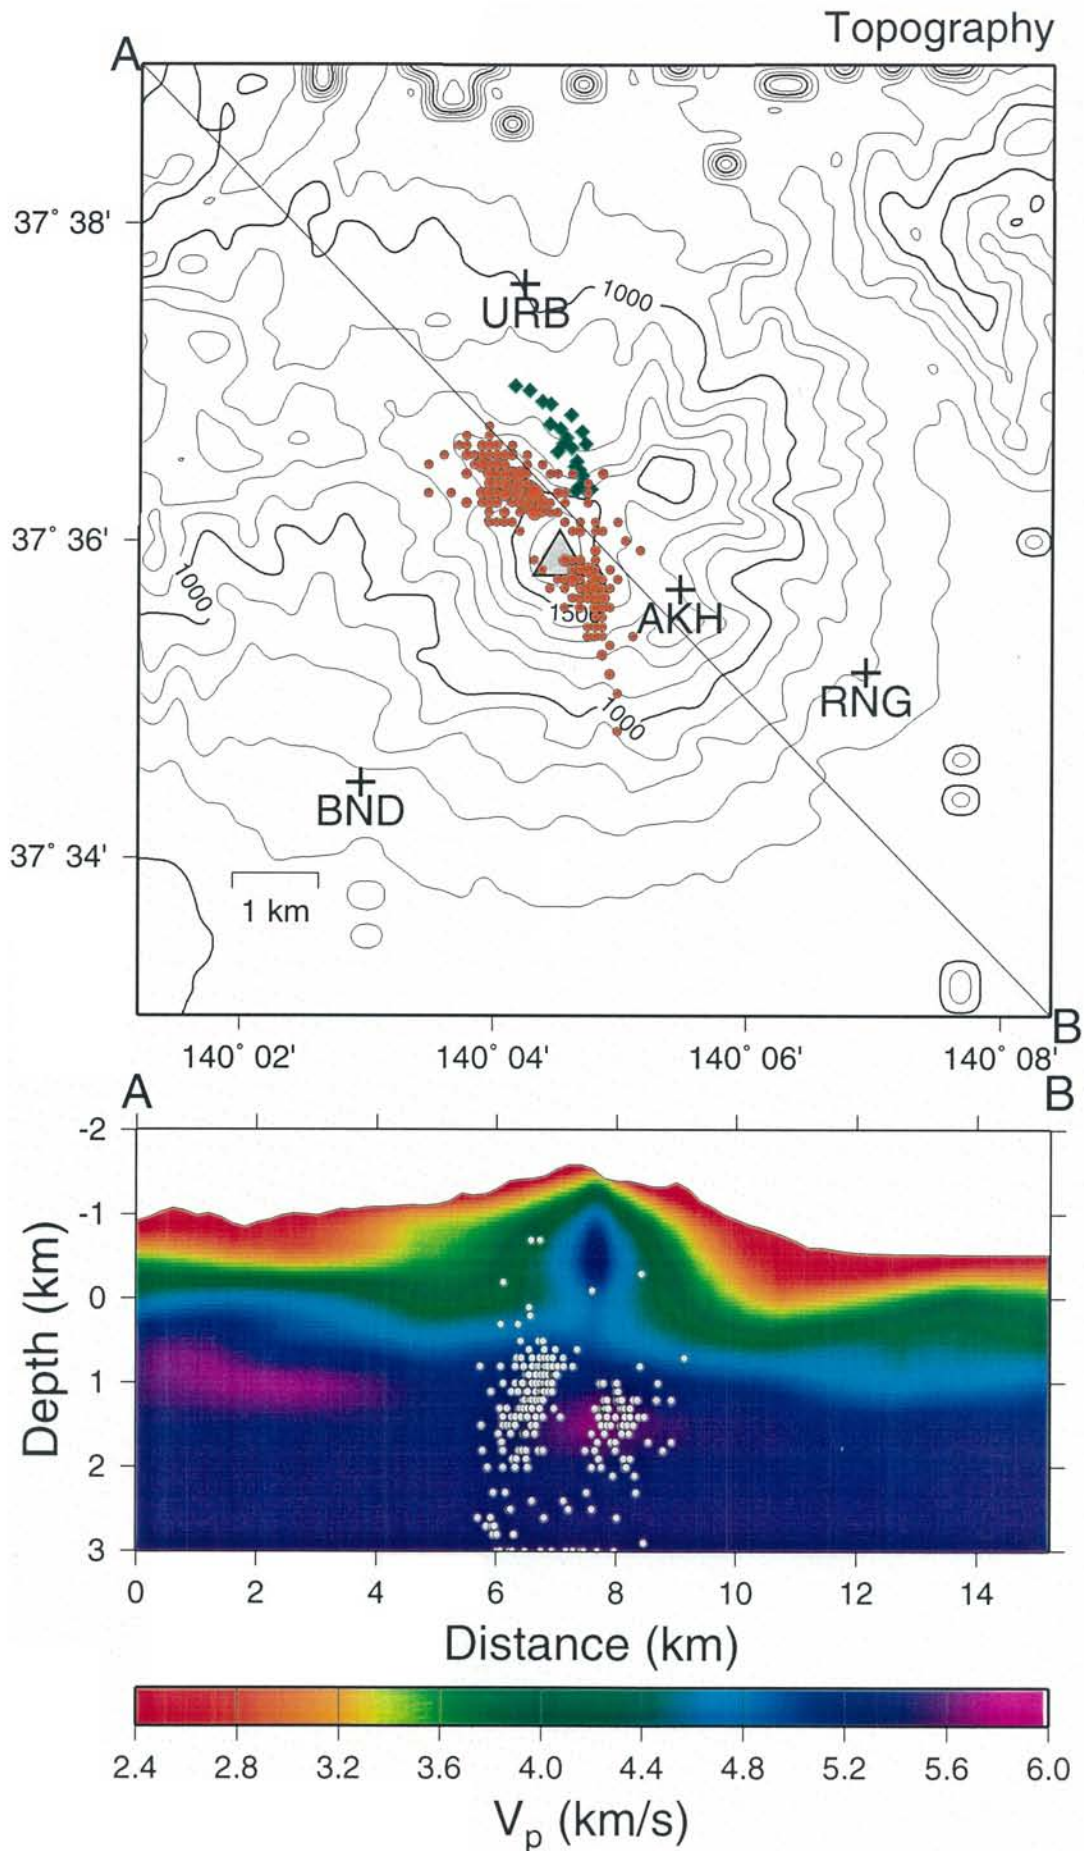 Topography
A
37° 38'
URB
1000
37° 36'
1000
1500
AKH
RNG
1000
BND
37° 34'
1 km
140° 02' 140° 04' 140° 06' 140° 08'
B
A B
-2
-1
0
1
2
3
Depth (km)
0 2 4 6 8 10 12 14
Distance (km)
2.4 2.8 3.2 3.6 4.0 4.4 4.8 5.2 5.6 6.0
Vp (km/s)